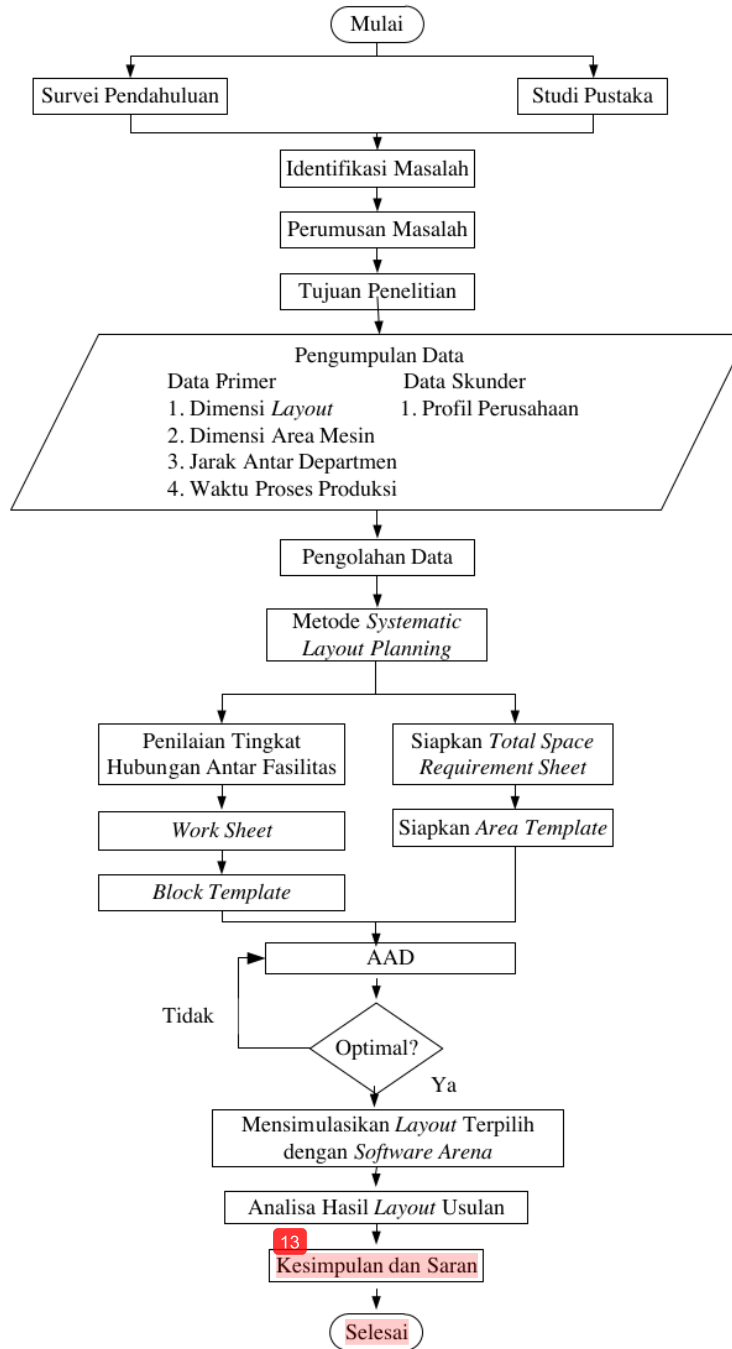 Mulai
Survei Pendahuluan
Studi Pustaka
Identifikasi Masalah
Perumusan Masalah
Tujuan Penelitian
Pengumpulan Data
Data Primer
1. Dimensi Layout
2. Dimensi Area Mesin
3. Jarak Antar Departmen
4. Waktu Proses Produksi
Data Skunder
1. Profil Perusahaan
Pengolahan Data
Metode Systematic
Layout Planning
Penilaian Tingkat
Hubungan Antar Fasilitas
Work Sheet
Block Template
Siapkan Total Space
Requirement Sheet
Siapkan Area Template
AAD
Tidak
Optimal?
Ya
Mensimulasikan Layout Terpilih
dengan Software Arena
Analisa Hasil Layout Usulan
13
Kesimpulan dan Saran
Selesai